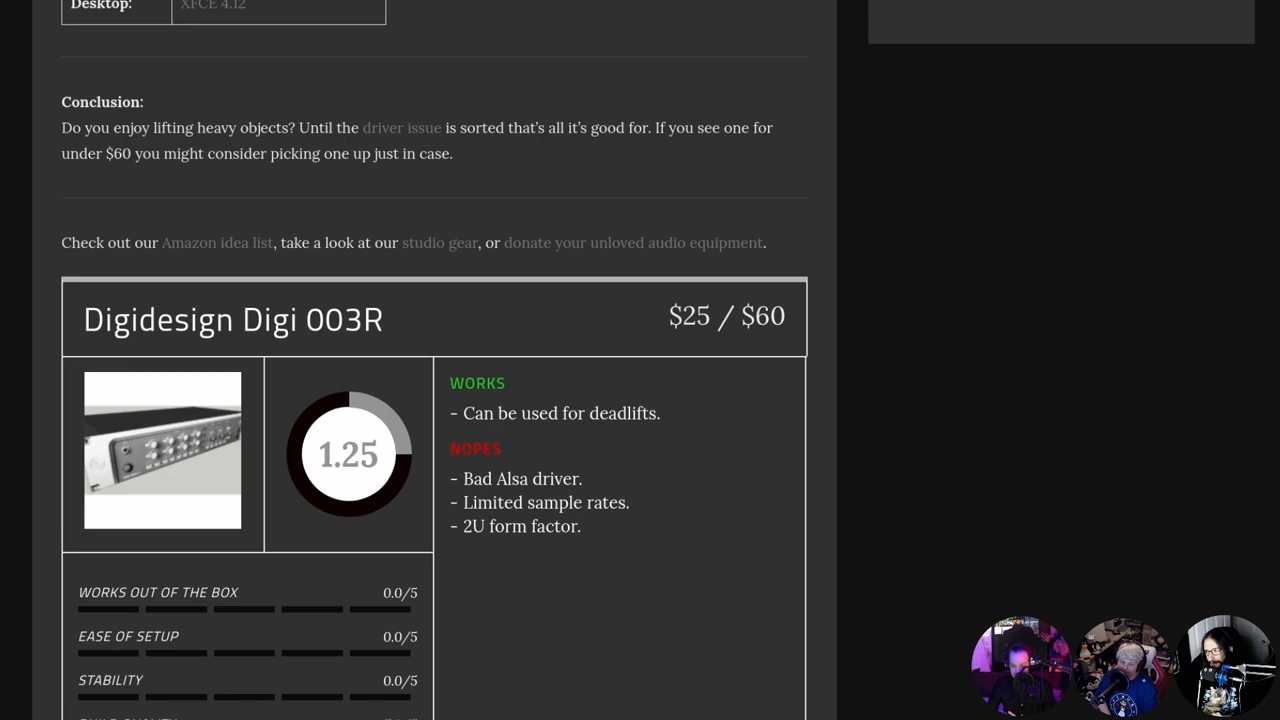 Desktop: XFCE 4.12
Conclusion:
Do you enjoy lifting heavy objects? Until the driver issue is sorted that's all it's good for. If you see one for
under $60 you might consider picking one up just in case.
Check out our Amazon idea list, take a look at our studio gear, or donate your unloved audio equipment.
Digidesign Digi 003R
$25 / $60
1.25
WORKS
- Can be used for deadlifts.
NOPES
- Bad Alsa driver.
- Limited sample rates.
- 2U form factor.
WORKS OUT OF THE BOX 0.0/5
EASE OF SETUP 0.0/5
STABILITY 0.0/5